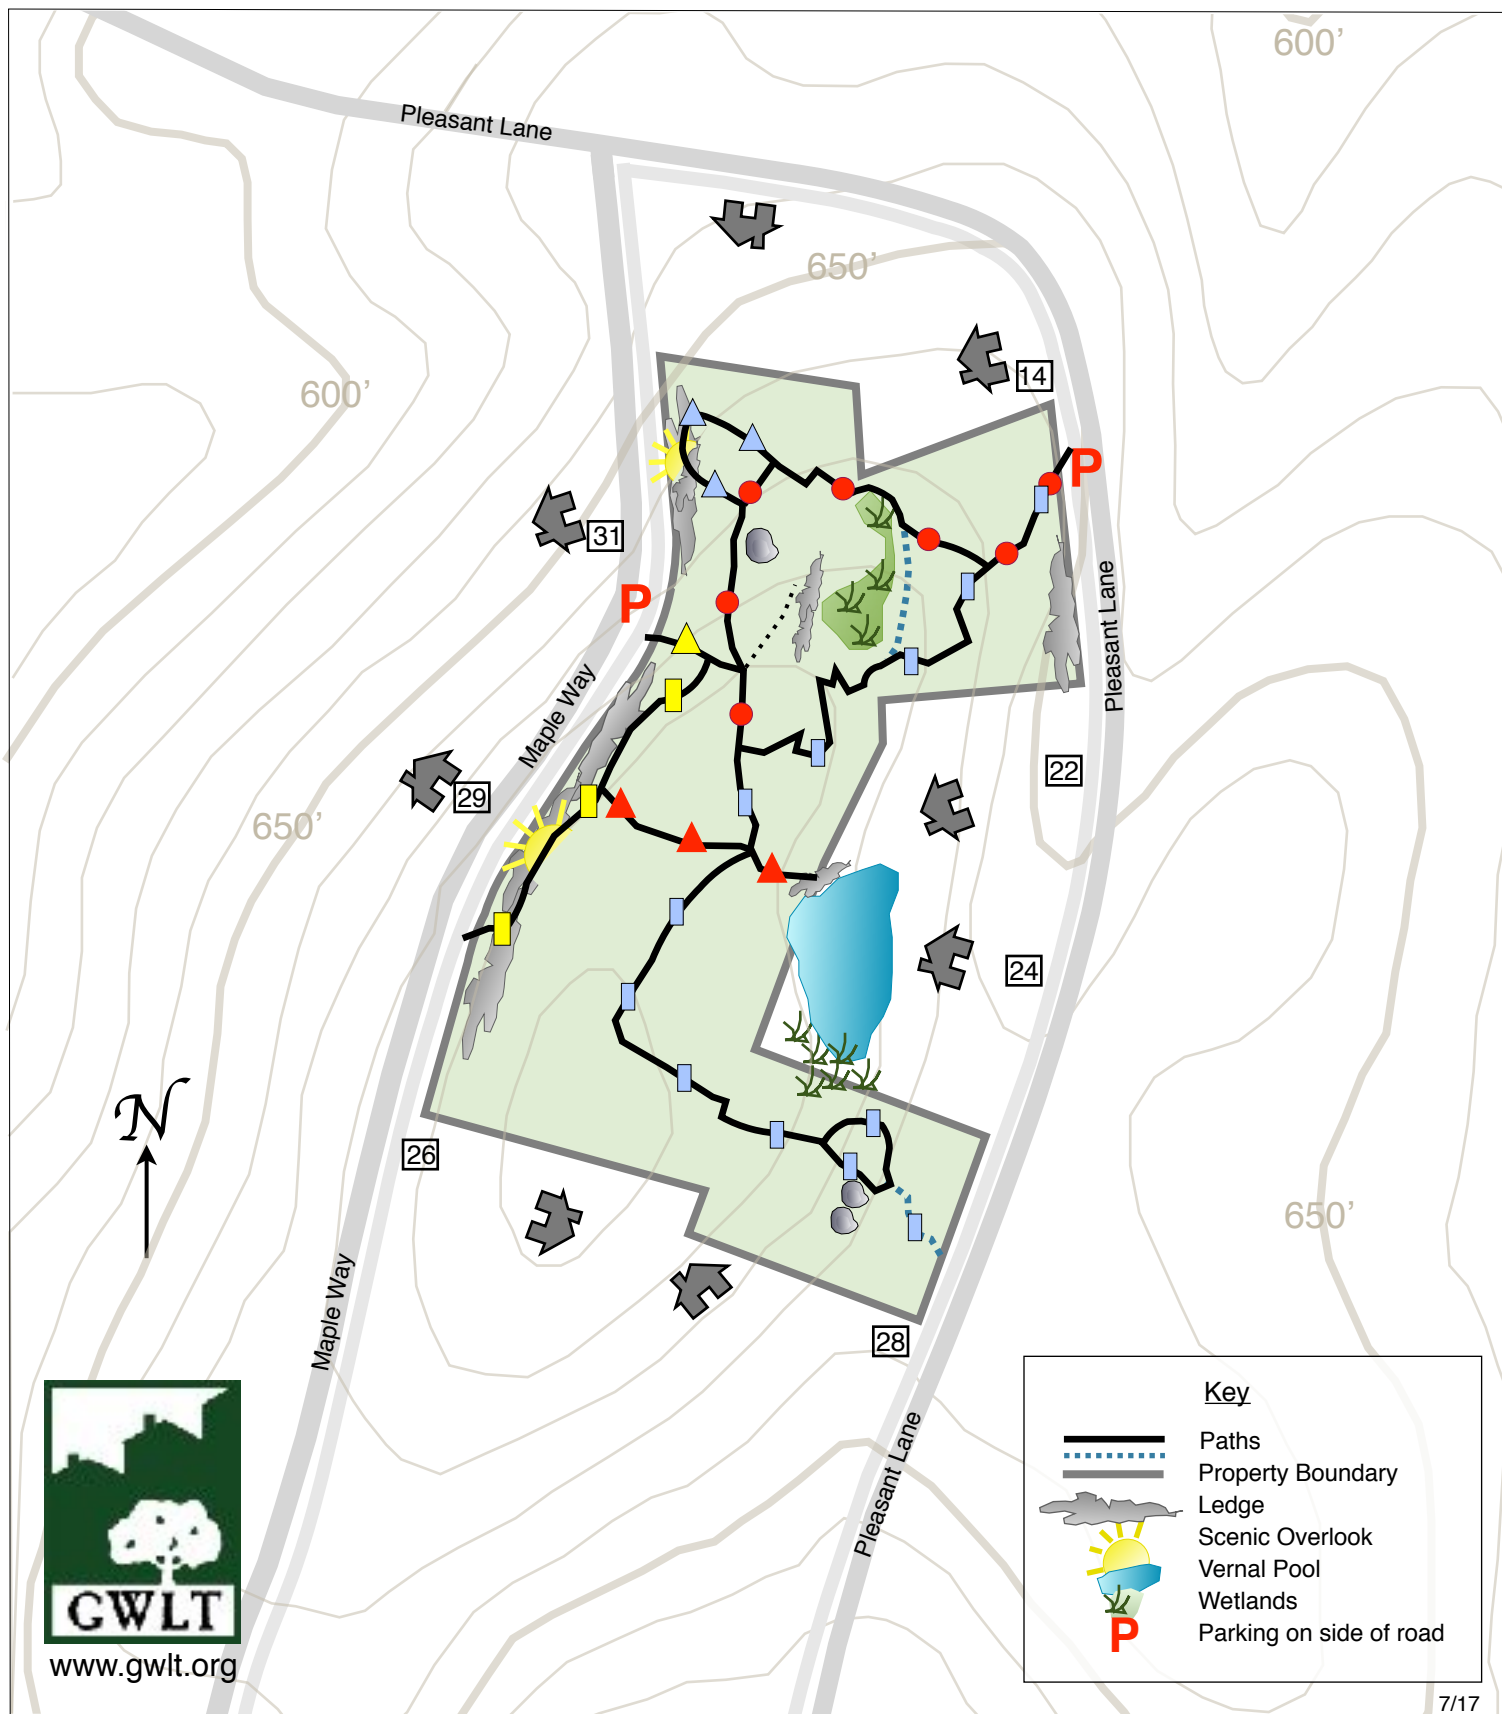 600’
Pleasant Lane
650’
600’
14
P
31
P
Pleasant Lane
Maple Way
22
29
650’
24
N
26
650’
Maple Way
28
Pleasant Lane
Key
Paths
Property Boundary
Ledge
Scenic Overlook
Vernal Pool
Wetlands
P Parking on side of road
GWLT
www.gwlt.org
7/17